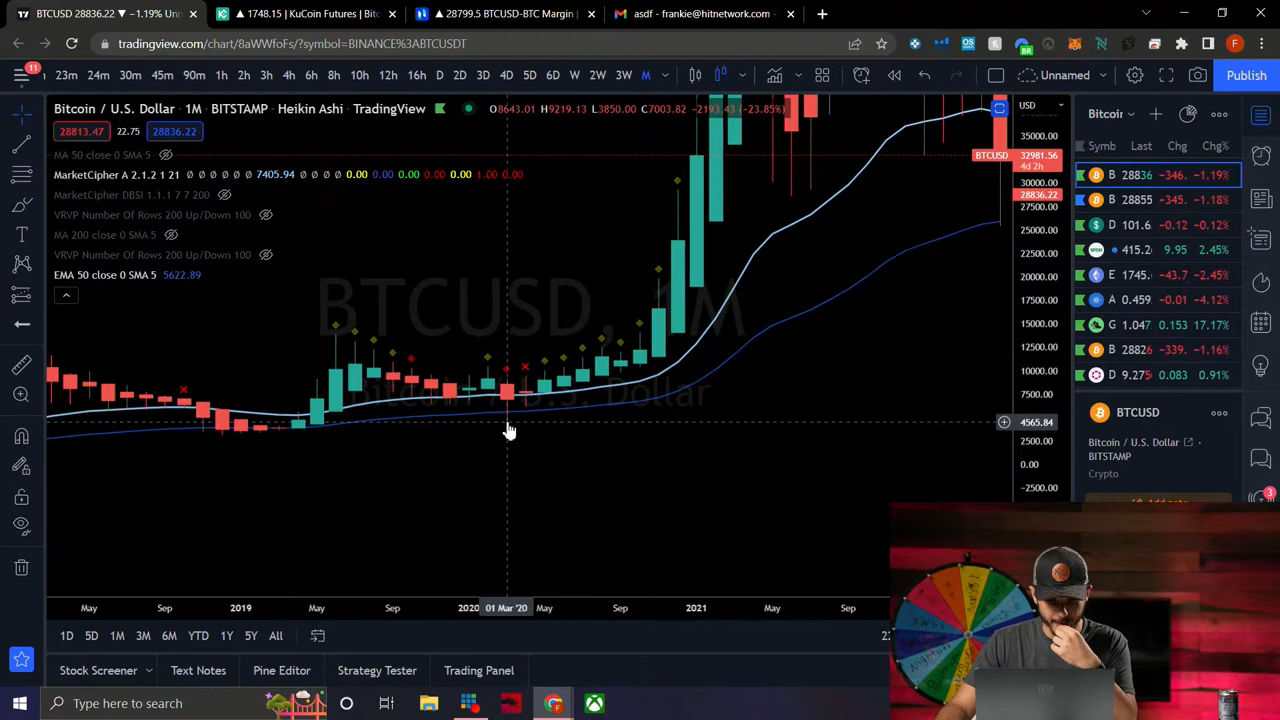 BTCUSD 28836.22 ▼ −1.19% Un
▲ 1748.15 | KuCoin Futures | Bitc
▲ 28799.5 BTCUSD-BTC Margin
asdf - frankie@hitnetwork.com -
tradingview.com/chart/8aWWfoFs/?symbol=BINANCE%3ABTCUSDT
11
23m 24m 30m 45m 90m 1h 2h 3h 4h 6h 8h 10h 12h 16h D 2D 3D 4D 5D 6D W 2W 3W M
Unnamed
Publish
Bitcoin / U.S. Dollar · 1M · BITSTAMP · Heikin Ashi · TradingView
O8643.01 H9219.13 L3850.00 C7003.82 −2193.43 (−23.85%)
28813.47 22.75 28836.22
MA 50 close 0 SMA 5
MarketCipher A 2.1.2 1 21 ∅ ∅ ∅ ∅ ∅ ∅ 7405.94 ∅ ∅ ∅ ∅ 0.00 0.00 0.00 0.00 0.00 1.00 0.00
MarketCipher DBSI 1.1.1 7 7 200
VRVP Number Of Rows 200 Up/Down 100
MA 200 close 0 SMA 5
VRVP Number Of Rows 200 Up/Down 100
EMA 50 close 0 SMA 5 5622.89
BTCUSD, 1M
Bitcoin / U.S. Dollar
USD
35000.00
BTCUSD 32981.56
4d 2h
30000.00
28836.22
27500.00
25000.00
22500.00
20000.00
17500.00
15000.00
12500.00
10000.00
7500.00
4565.84
2500.00
0.00
−2500.00
May Sep 2019 May Sep 2020 01 Mar '20 May Sep 2021 May Sep
1D 5D 1M 3M 6M YTD 1Y 5Y All
22
Stock Screener Text Notes Pine Editor Strategy Tester Trading Panel
Bitcoin
Symb Last Chg Chg%
B 28836 −346. −1.19%
B 28855 −345. −1.18%
D 101.6 −0.12 −0.12%
415.2 9.95 2.45%
E 1745. −43.7 −2.45%
A 0.459 −0.01 −4.12%
G 1.047 0.153 17.17%
B 28826 −339. −1.16%
D 9.275 0.083 0.91%
BTCUSD
Bitcoin / U.S. Dollar
BITSTAMP
Crypto
Add note
3
Type here to search